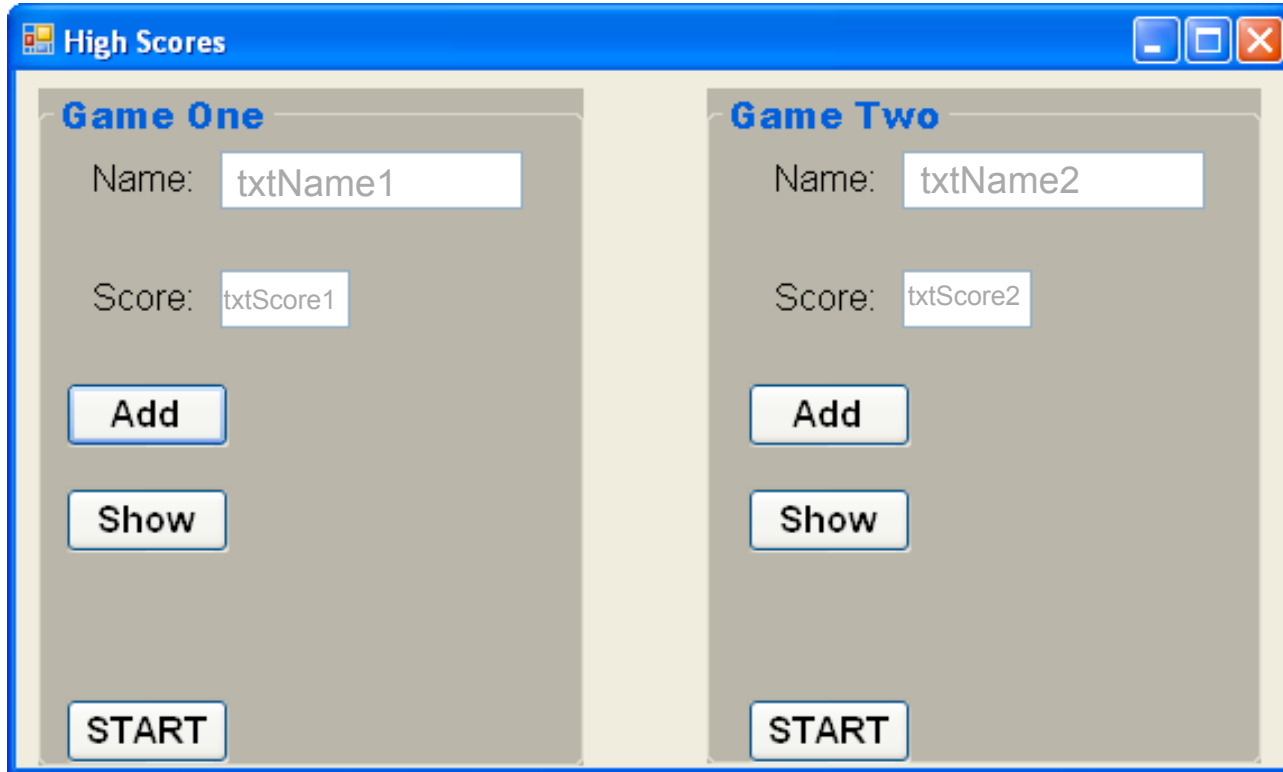 High Scores
Game One
Name: txtName1
Score: txtScore1
Add
Show
START
Game Two
Name: txtName2
Score: txtScore2
Add
Show
START